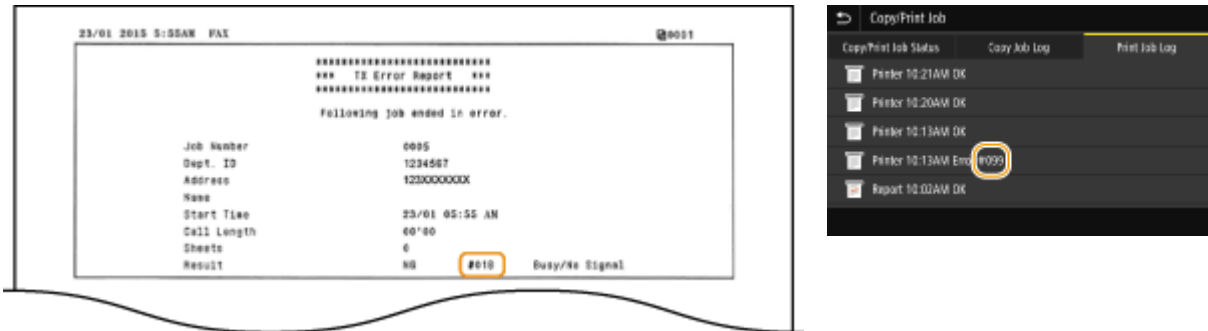 23/01 2015 5:55AM FAX 0001
****************************
*** TX Error Report ***
****************************
Following job ended in error.
Job Number 0005
Dept. ID 1234567
Address 123XXXXXXX
Name
Start Time 23/01 05:55 AM
Call Length 00'00
Sheets 0
Result NG #018 Busy/No Signal
Copy/Print Job
Copy/Print Job Status Copy Job Log Print Job Log
Printer 10:21AM OK
Printer 10:20AM OK
Printer 10:13AM OK
Printer 10:13AM Error #099
Report 10:02AM OK